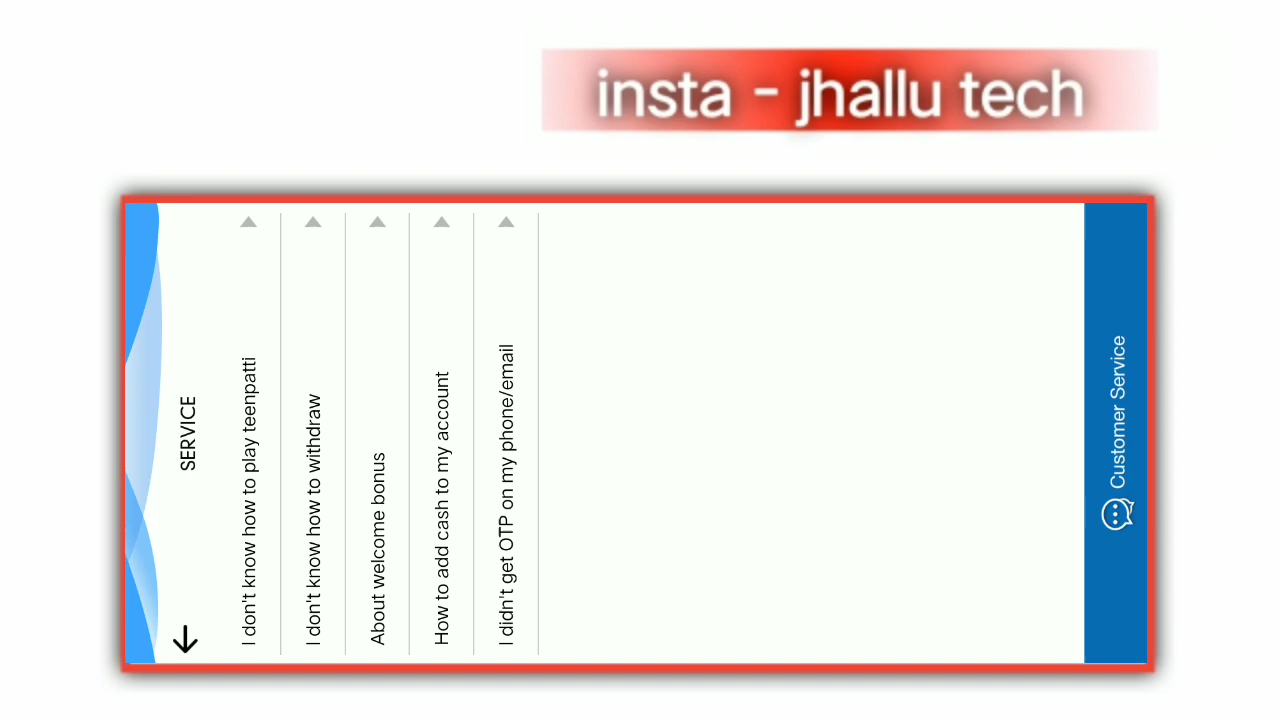 insta - jhallu tech
SERVICE
I don't know how to play teenpatti
I don't know how to withdraw
About welcome bonus
How to add cash to my account
I didn't get OTP on my phone/email
Customer Service